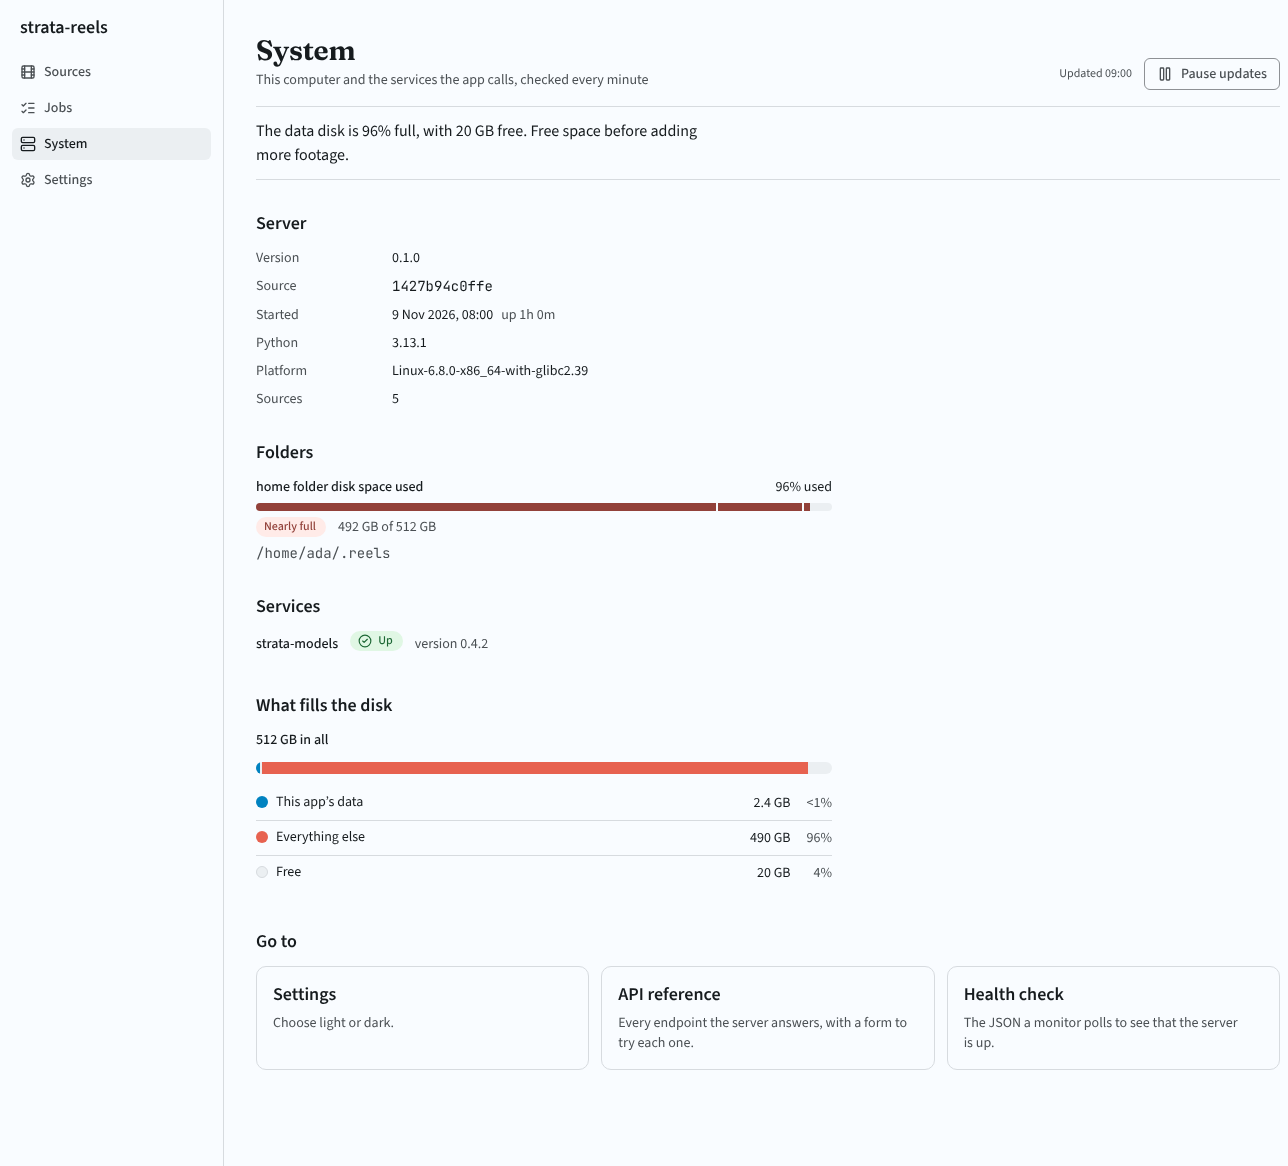 strata-reels
Sources
Jobs
System
Settings
System
This computer and the services the app calls, checked every minute
Updated 09:00
Pause updates
The data disk is 96% full, with 20 GB free. Free space before adding
more footage.
Server
Version 0.1.0
Source 1427b94c0ffe
Started 9 Nov 2026, 08:00 up 1h 0m
Python 3.13.1
Platform Linux-6.8.0-x86_64-with-glibc2.39
Sources 5
Folders
home folder disk space used 96% used
Nearly full 492 GB of 512 GB
/home/ada/.reels
Services
strata-models Up version 0.4.2
What fills the disk
512 GB in all
This app’s data 2.4 GB <1%
Everything else 490 GB 96%
Free 20 GB 4%
Go to
Settings
Choose light or dark.
API reference
Every endpoint the server answers, with a form to
try each one.
Health check
The JSON a monitor polls to see that the server
is up.